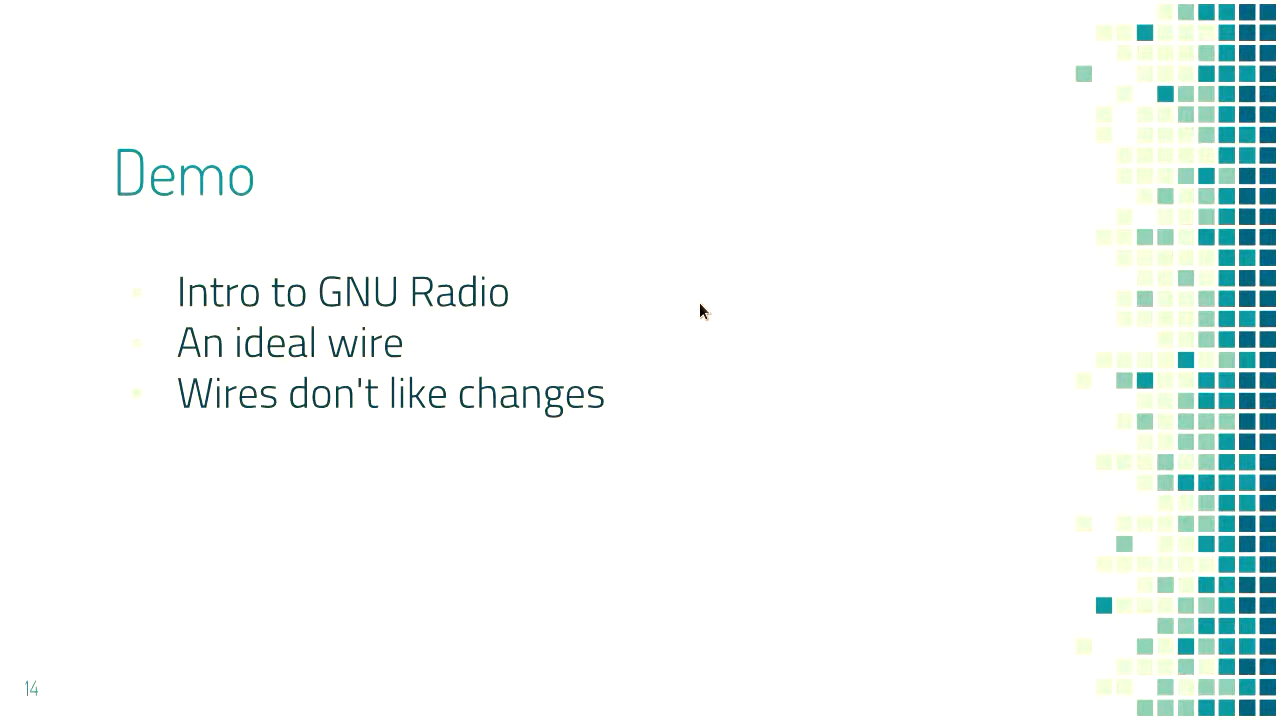 Demo
Intro to GNU Radio
An ideal wire
Wires don't like changes
14